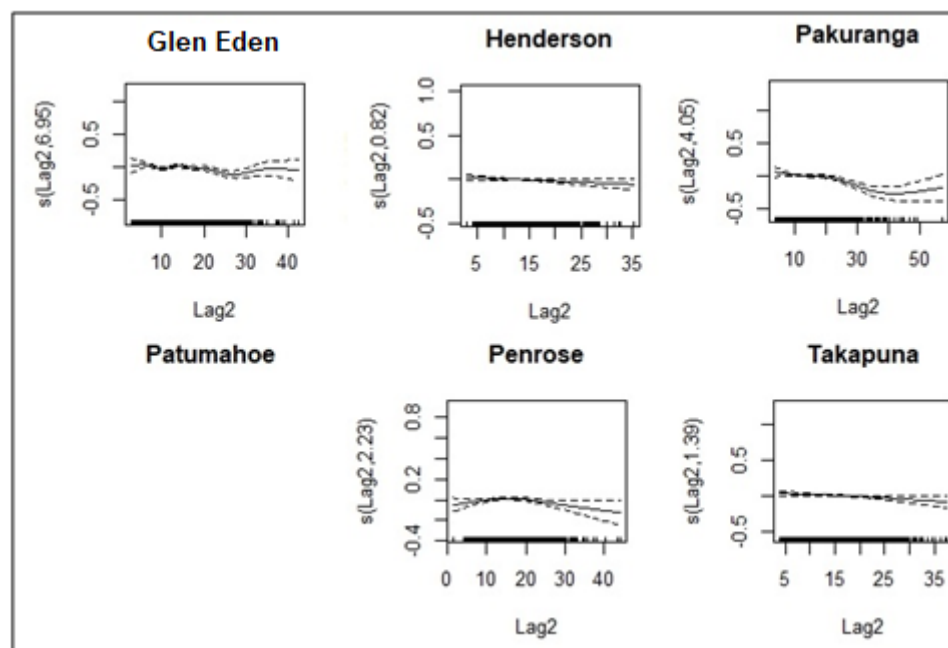 Glen Eden
s(Lag2,6.95)
0.5
-0.5
10 20 30 40
Lag2
Henderson
s(Lag2,0.82)
1.0
0.5
-0.5
5 15 25 35
Lag2
Pakuranga
s(Lag2,4.05)
0.5
-0.5
10 30 50
Lag2
Patumahoe
Penrose
s(Lag2,2.23)
0.8
0.2
-0.4
0 10 20 30 40
Lag2
Takapuna
s(Lag2,1.39)
0.5
-0.5
5 15 25 35
Lag2